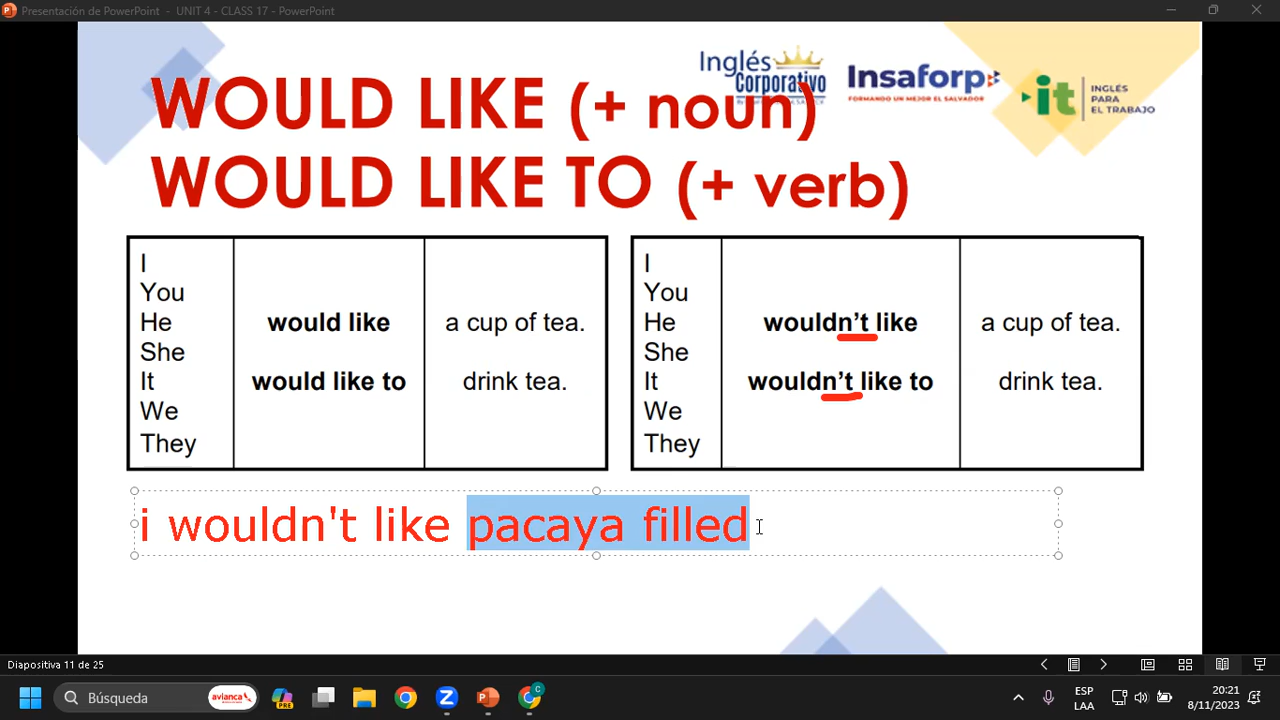 Presentación de PowerPoint - UNIT 4 - CLASS 17 - PowerPoint
Inglés
Corporativo
Insaforp
FORMANDO UN MEJOR EL SALVADOR
it
INGLÉS
PARA
EL TRABAJO
WOULD LIKE (+ noun)
WOULD LIKE TO (+ verb)
I
You
He
She
It
We
They
would like
would like to
a cup of tea.
drink tea.
I
You
He
She
It
We
They
wouldn't like
wouldn't like to
a cup of tea.
drink tea.
i wouldn't like pacaya filled
Diapositiva 11 de 25
Búsqueda
avianca
PRE
Z
P
C
ESP
LAA
20:21
8/11/2023